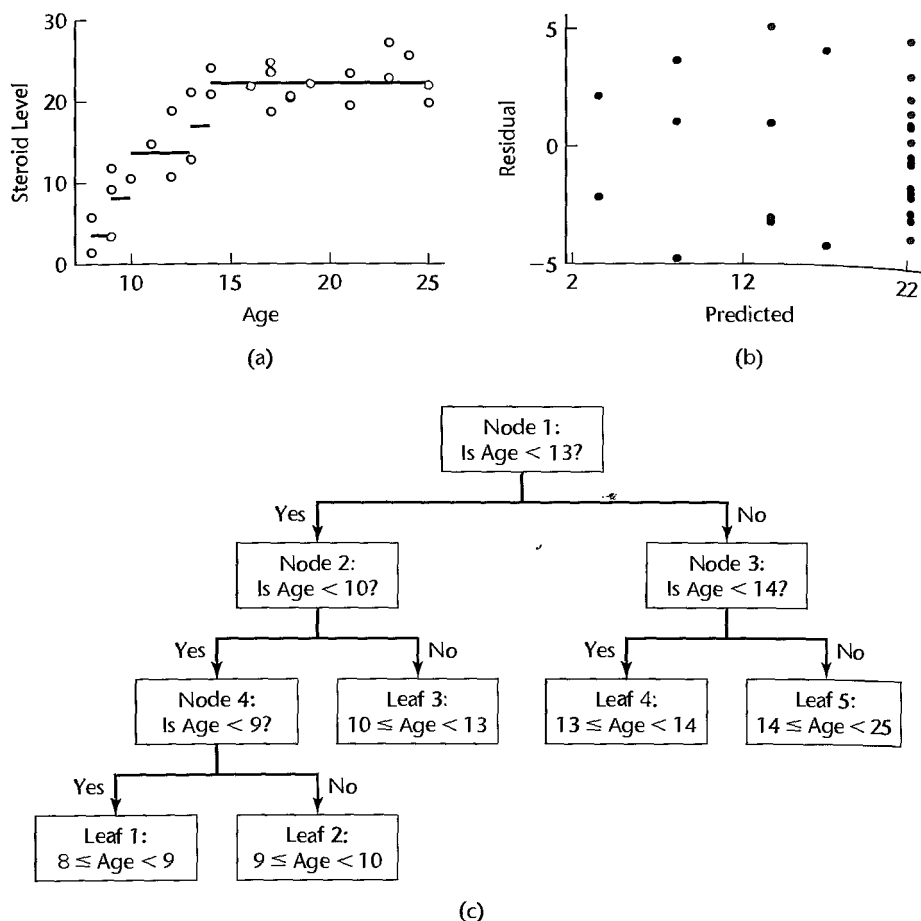 30
20
10
0
Steroid Level
10
15
20
25
Age
(a)
5
0
−5
Residual
2
12
22
Predicted
(b)
Node 1:
Is Age < 13?
Yes
No
Node 2:
Is Age < 10?
Node 3:
Is Age < 14?
Yes
No
Yes
No
Node 4:
Is Age < 9?
Leaf 3:
10 ≤ Age < 13
Leaf 4:
13 ≤ Age < 14
Leaf 5:
14 ≤ Age < 25
Yes
No
Leaf 1:
8 ≤ Age < 9
Leaf 2:
9 ≤ Age < 10
(c)